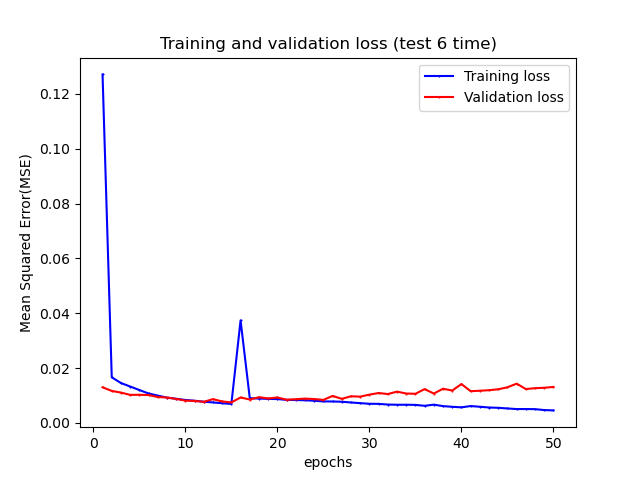 Training and validation loss (test 6 time)
Training loss
Validation loss
Mean Squared Error(MSE)
0.12
0.10
0.08
0.06
0.04
0.02
0.00
0 10 20 30 40 50
epochs